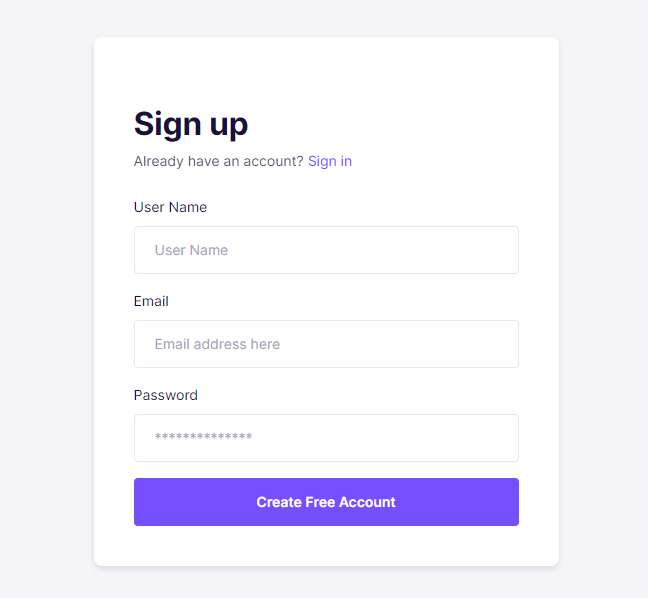 Sign up
Already have an account? Sign in
User Name
User Name
Email
Email address here
Password
**************
Create Free Account